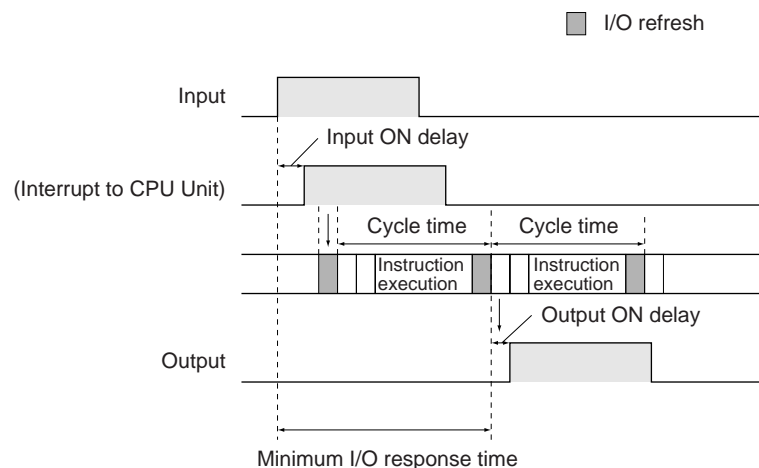 I/O refresh
Input
Input ON delay
(Interrupt to CPU Unit)
Cycle time
Cycle time
Instruction
execution
Instruction
execution
Output ON delay
Output
Minimum I/O response time